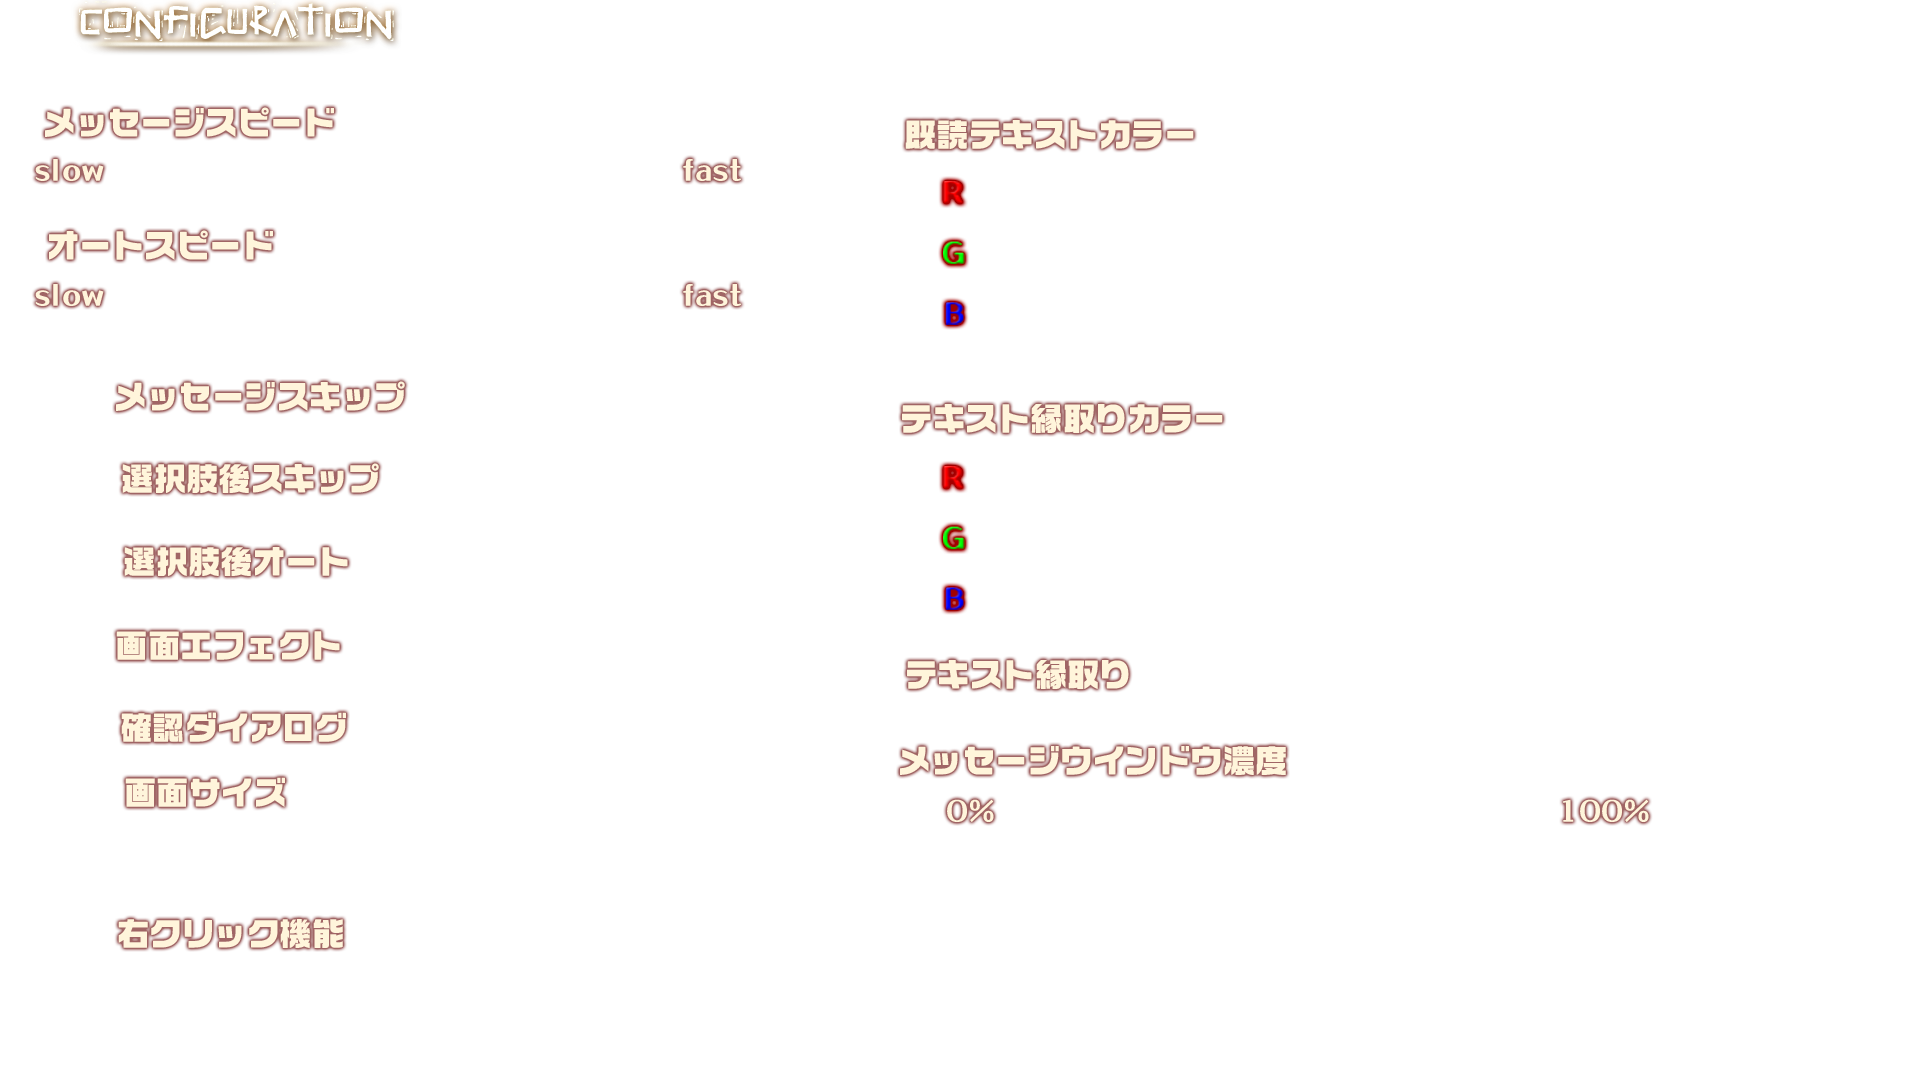 CONFIGURATION
メッセージスピード
slow fast
オートスピード
slow fast
メッセージスキップ
選択肢後スキップ
選択肢後オート
画面エフェクト
確認ダイアログ
画面サイズ
右クリック機能
既読テキストカラー
R
G
B
テキスト縁取りカラー
R
G
B
テキスト縁取り
メッセージウインドウ濃度
0% 100%